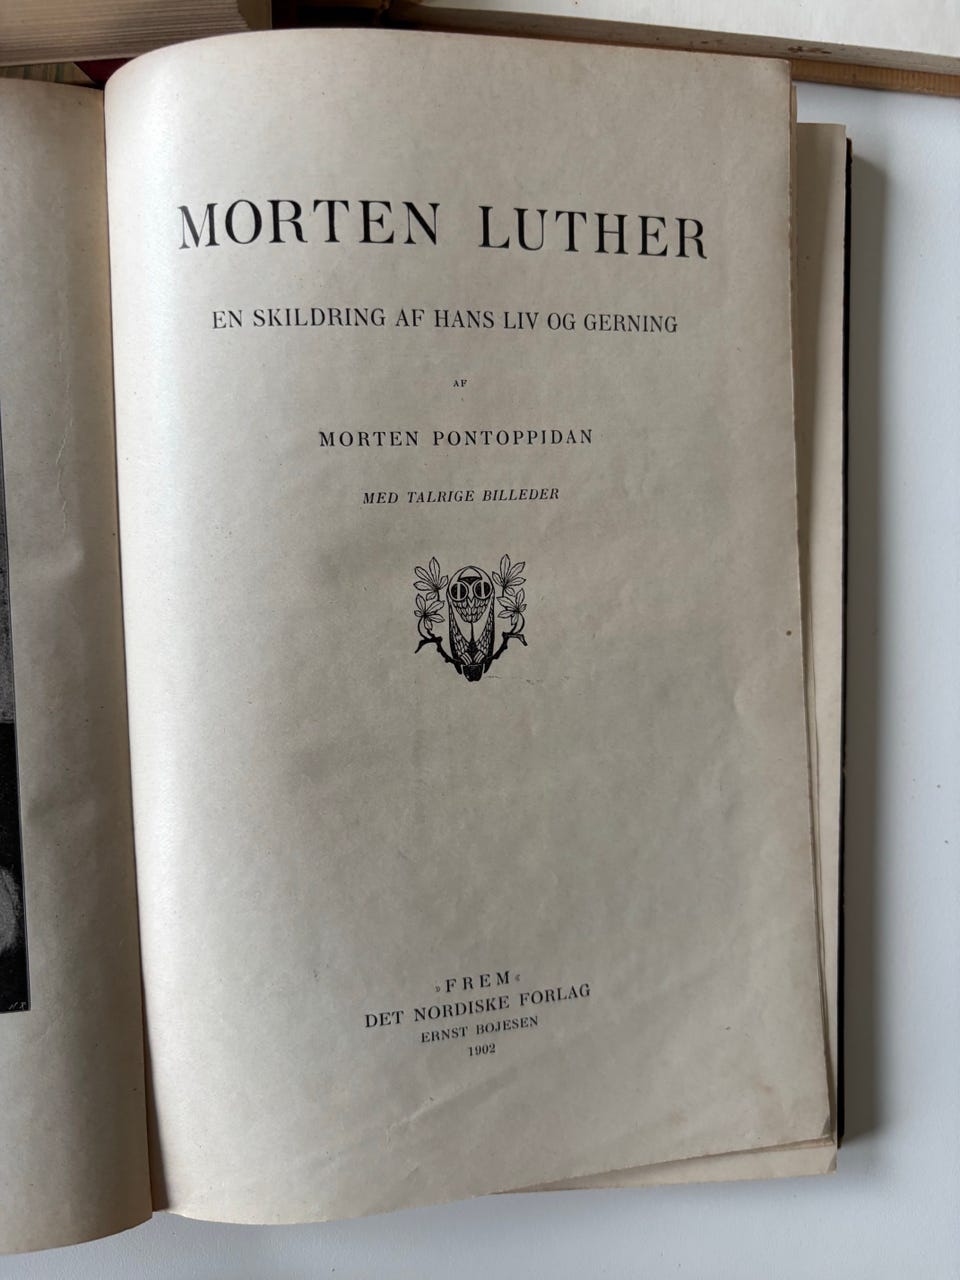 MORTEN LUTHER
EN SKILDRING AF HANS LIV OG GERNING
AF
MORTEN PONTOPPIDAN
MED TALRIGE BILLEDER
»FREM«
DET NORDISKE FORLAG
ERNST BOJESEN
1902